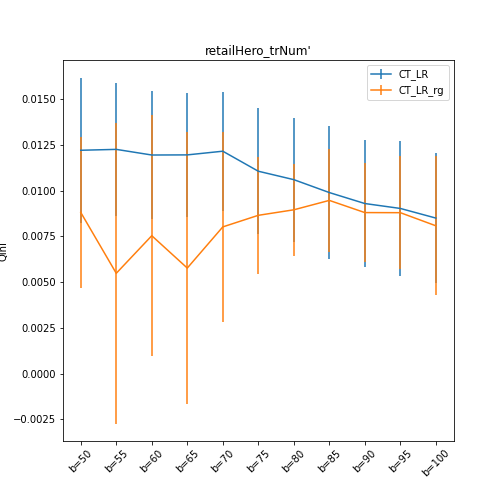 retailHero_trNum'
CT_LR
CT_LR_rg
0.0150
0.0125
0.0100
0.0075
0.0050
0.0025
0.0000
−0.0025
Qini
b=50
b=55
b=60
b=65
b=70
b=75
b=80
b=85
b=90
b=95
b=100